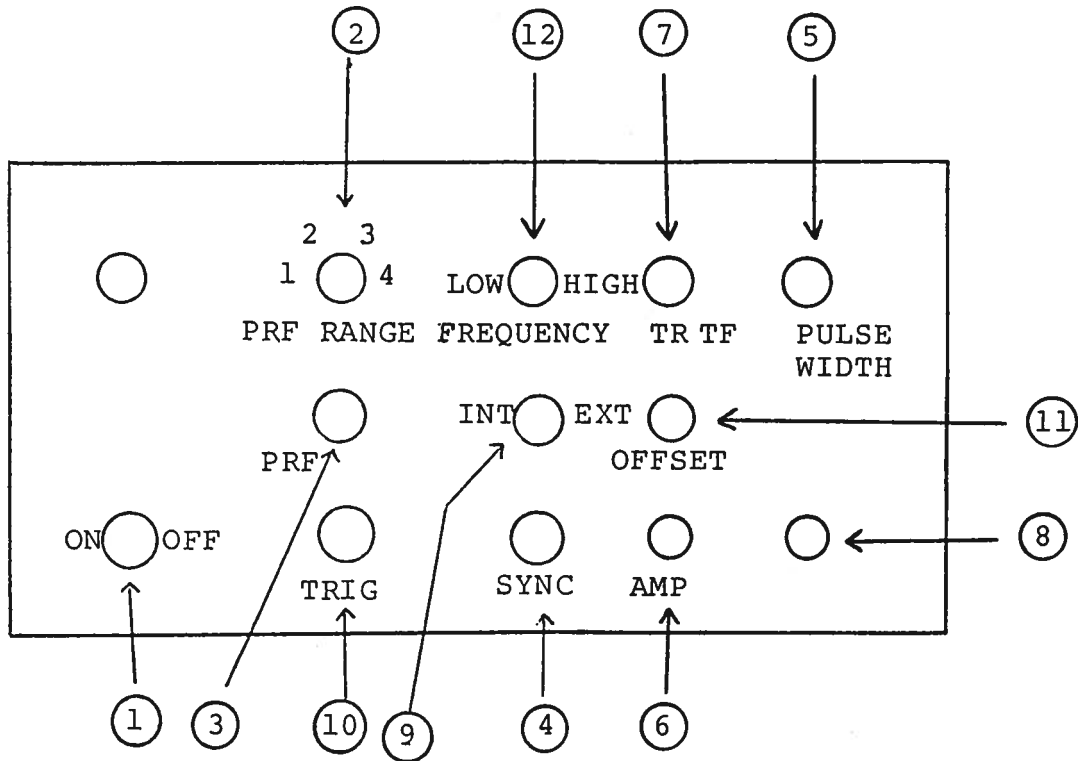 2 12 7 5
2 3
1 4 LOW HIGH
PRF RANGE FREQUENCY TR TF PULSE
WIDTH
INT EXT 11
PRF OFFSET
ON OFF 8
TRIG SYNC AMP
1 3 10 9 4 6